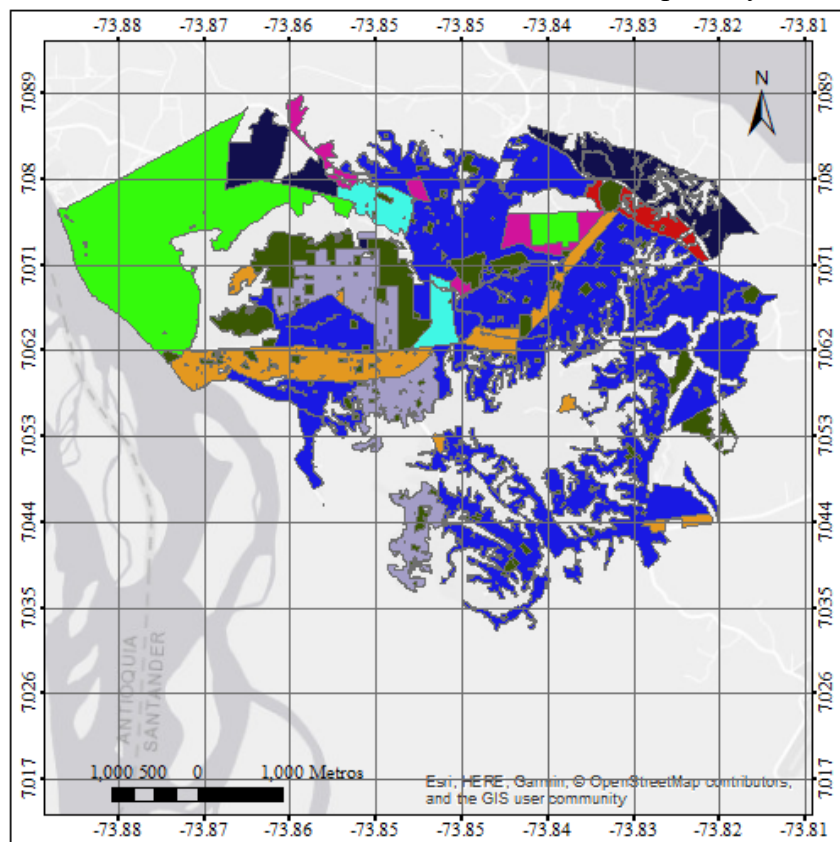 -73.88 -73.87 -73.86 -73.85 -73.85 -73.84 -73.83 -73.82 -73.81
N
7.089 7.089
7.08 7.08
7.071 7.071
7.062 7.062
7.053 7.053
7.044 7.044
7.035 7.035
7.026 7.026
7.017 7.017
ANTIOQUIA
SANTANDER
1,000 500 0 1,000 Metros
Esri, HERE, Garmin, © OpenStreetMap contributors,
and the GIS user community
-73.88 -73.87 -73.86 -73.85 -73.85 -73.84 -73.83 -73.82 -73.81